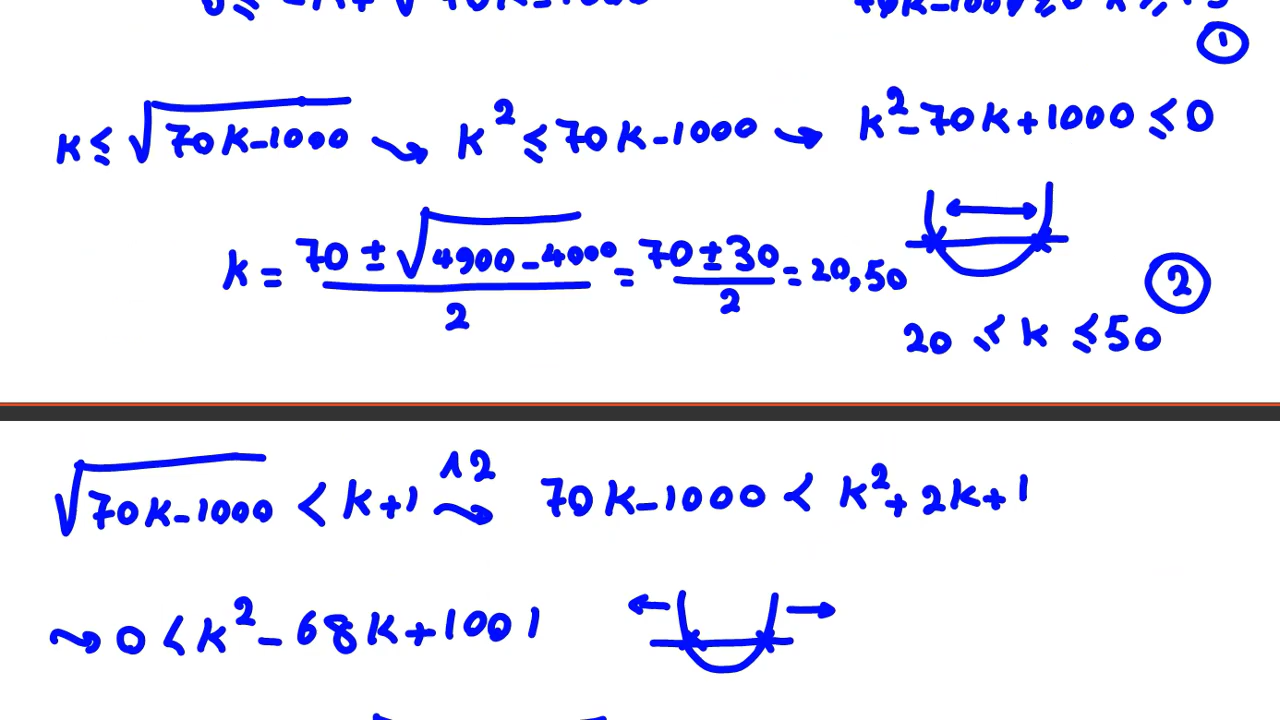 ①
k ≤ √(70k-1000) → k² ≤ 70k-1000 → k²-70k+1000 ≤ 0
k = (70 ± √(4900-4000))/2 = (70 ± 30)/2 = 20,50
②
20 ≤ k ≤ 50
√(70k-1000) < k+1 ^2 → 70k-1000 < k²+2k+1
→ 0 < k²-68k+1001